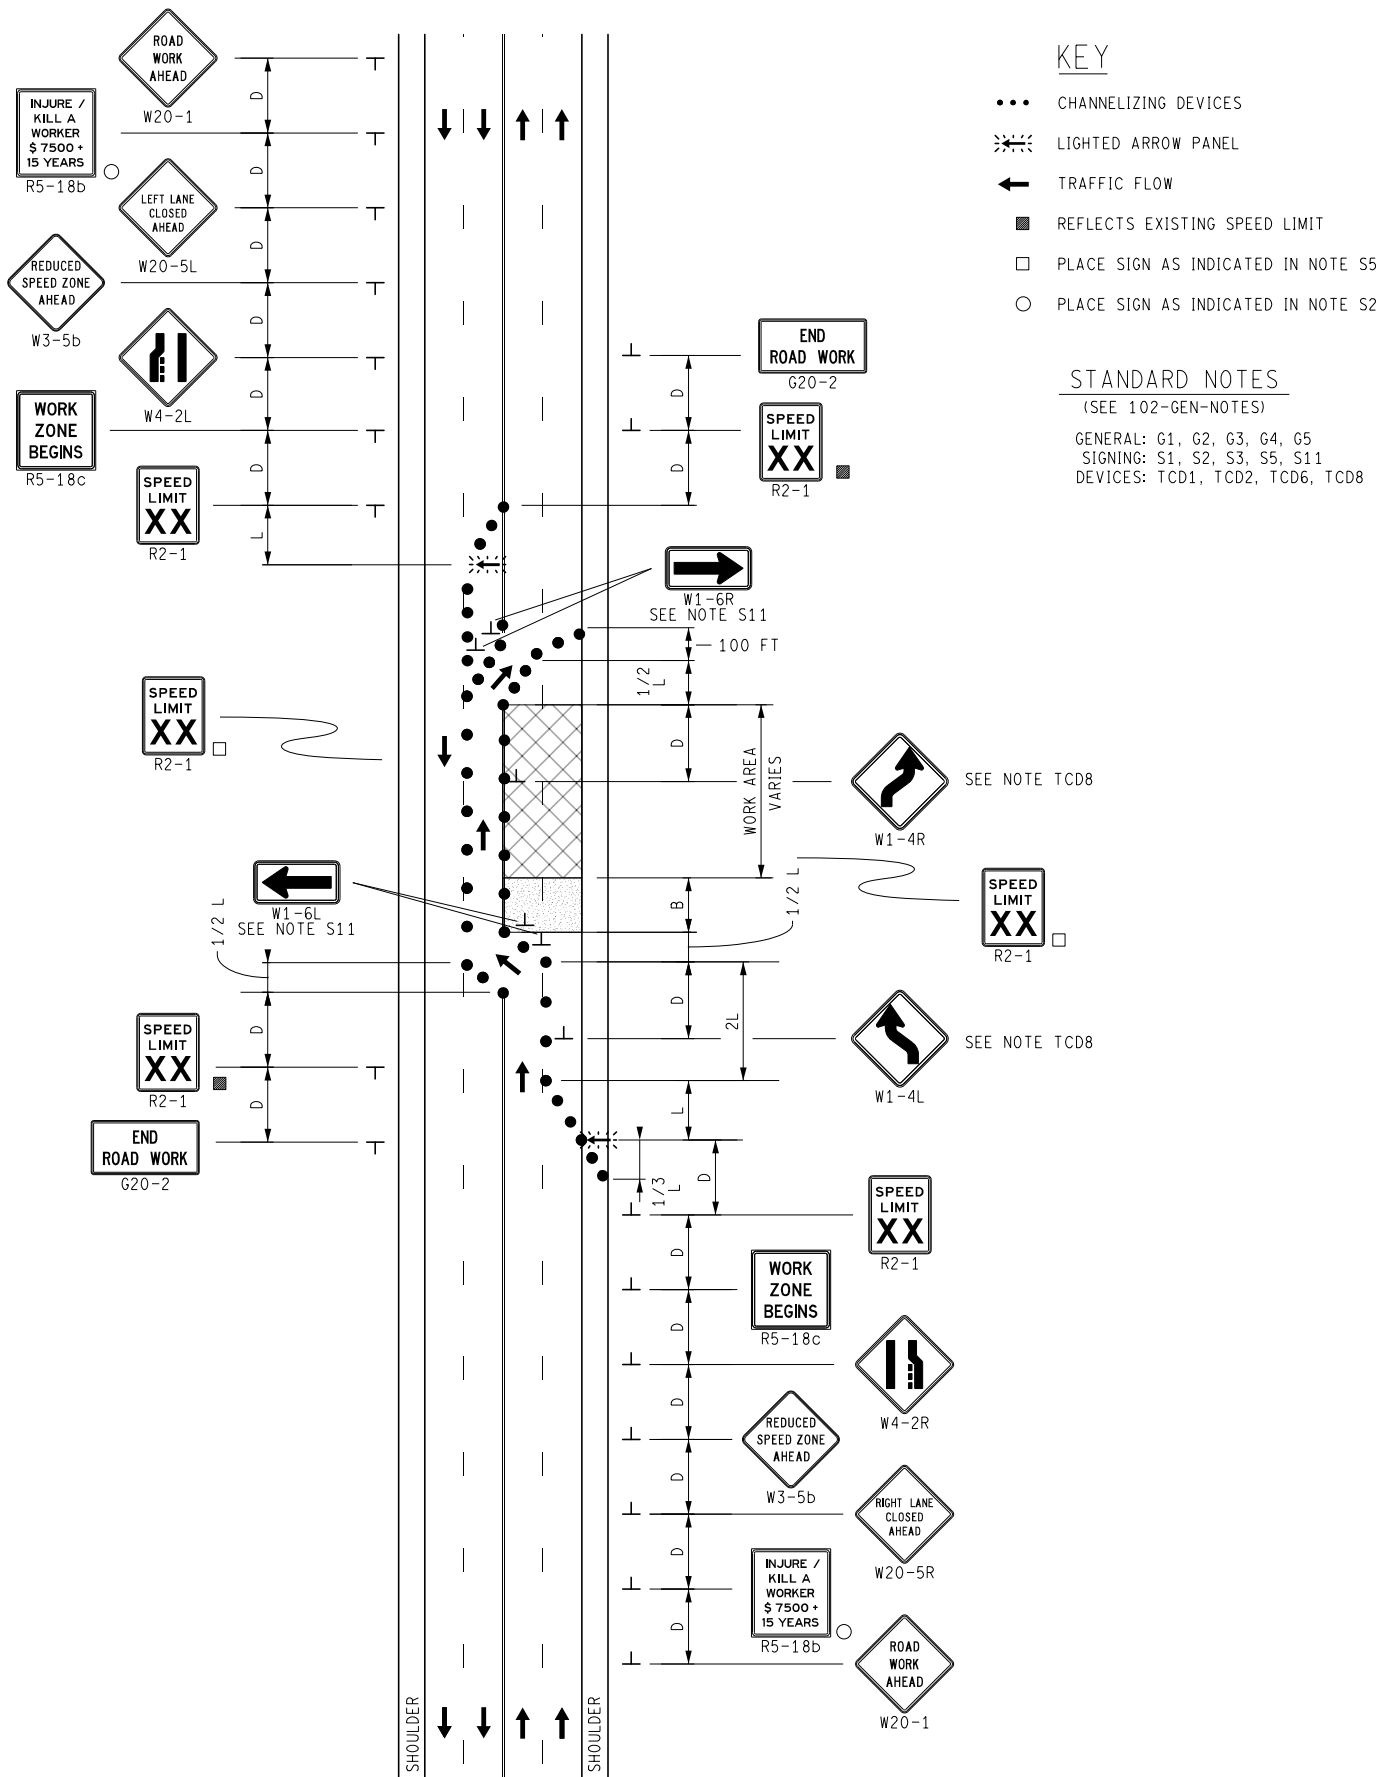 ROAD
WORK
AHEAD
W20-1
D
INJURE /
KILL A
WORKER
$ 7500 +
15 YEARS
R5-18b
D
LEFT LANE
CLOSED
AHEAD
W20-5L
D
REDUCED
SPEED ZONE
AHEAD
W3-5b
D
W4-2L
D
WORK
ZONE
BEGINS
R5-18c
D
SPEED
LIMIT
XX
R2-1
L
SPEED
LIMIT
XX
R2-1
W1-6L
SEE NOTE S11
1/2 L
D
SPEED
LIMIT
XX
R2-1
D
END
ROAD WORK
G20-2
SHOULDER
SHOULDER
END
ROAD WORK
G20-2
D
SPEED
LIMIT
XX
R2-1
D
W1-6R
SEE NOTE S11
100 FT
1/2
L
D
WORK AREA
VARIES
W1-4R
SEE NOTE TCD8
B
1/2 L
SPEED
LIMIT
XX
R2-1
D
2L
W1-4L
SEE NOTE TCD8
L
1/3
L
D
SPEED
LIMIT
XX
R2-1
D
WORK
ZONE
BEGINS
R5-18c
D
W4-2R
D
REDUCED
SPEED ZONE
AHEAD
W3-5b
D
RIGHT LANE
CLOSED
AHEAD
W20-5R
D
INJURE /
KILL A
WORKER
$ 7500 +
15 YEARS
R5-18b
D
ROAD
WORK
AHEAD
W20-1
KEY
CHANNELIZING DEVICES
LIGHTED ARROW PANEL
TRAFFIC FLOW
REFLECTS EXISTING SPEED LIMIT
PLACE SIGN AS INDICATED IN NOTE S5
PLACE SIGN AS INDICATED IN NOTE S2
STANDARD NOTES
(SEE 102-GEN-NOTES)
GENERAL: G1, G2, G3, G4, G5
SIGNING: S1, S2, S3, S5, S11
DEVICES: TCD1, TCD2, TCD6, TCD8